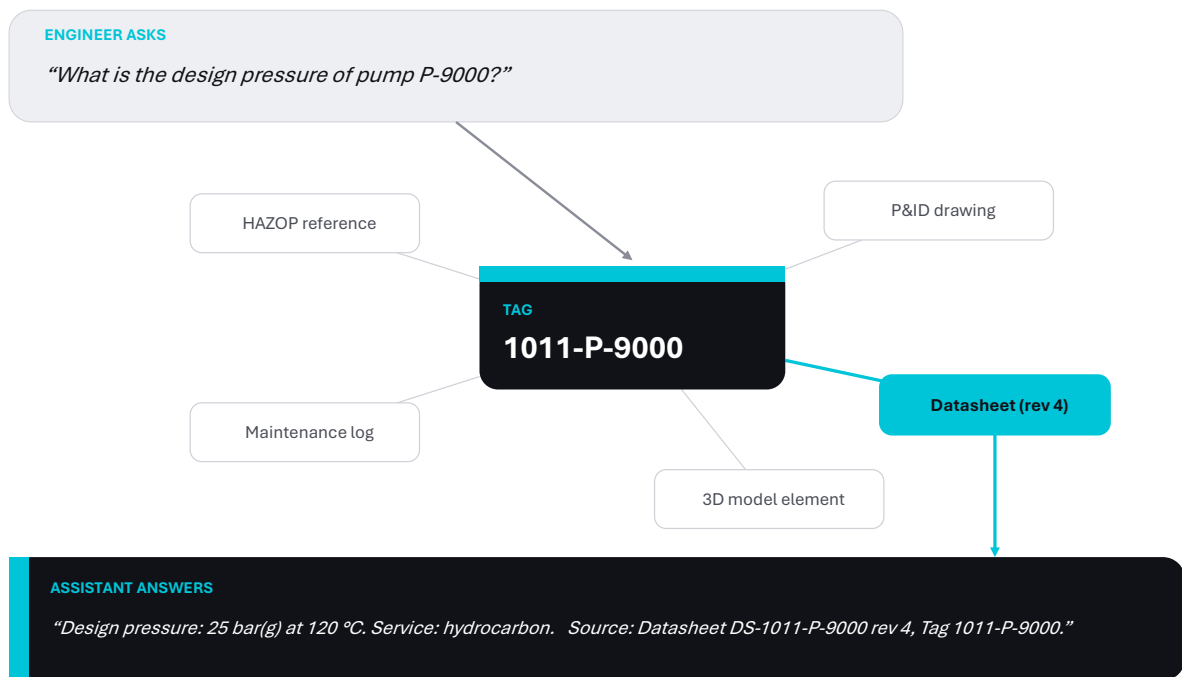 ENGINEER ASKS
“What is the design pressure of pump P-9000?”
HAZOP reference
P&ID drawing
TAG
1011-P-9000
Datasheet (rev 4)
Maintenance log
3D model element
ASSISTANT ANSWERS
“Design pressure: 25 bar(g) at 120 °C. Service: hydrocarbon.   Source: Datasheet DS-1011-P-9000 rev 4, Tag 1011-P-9000.”